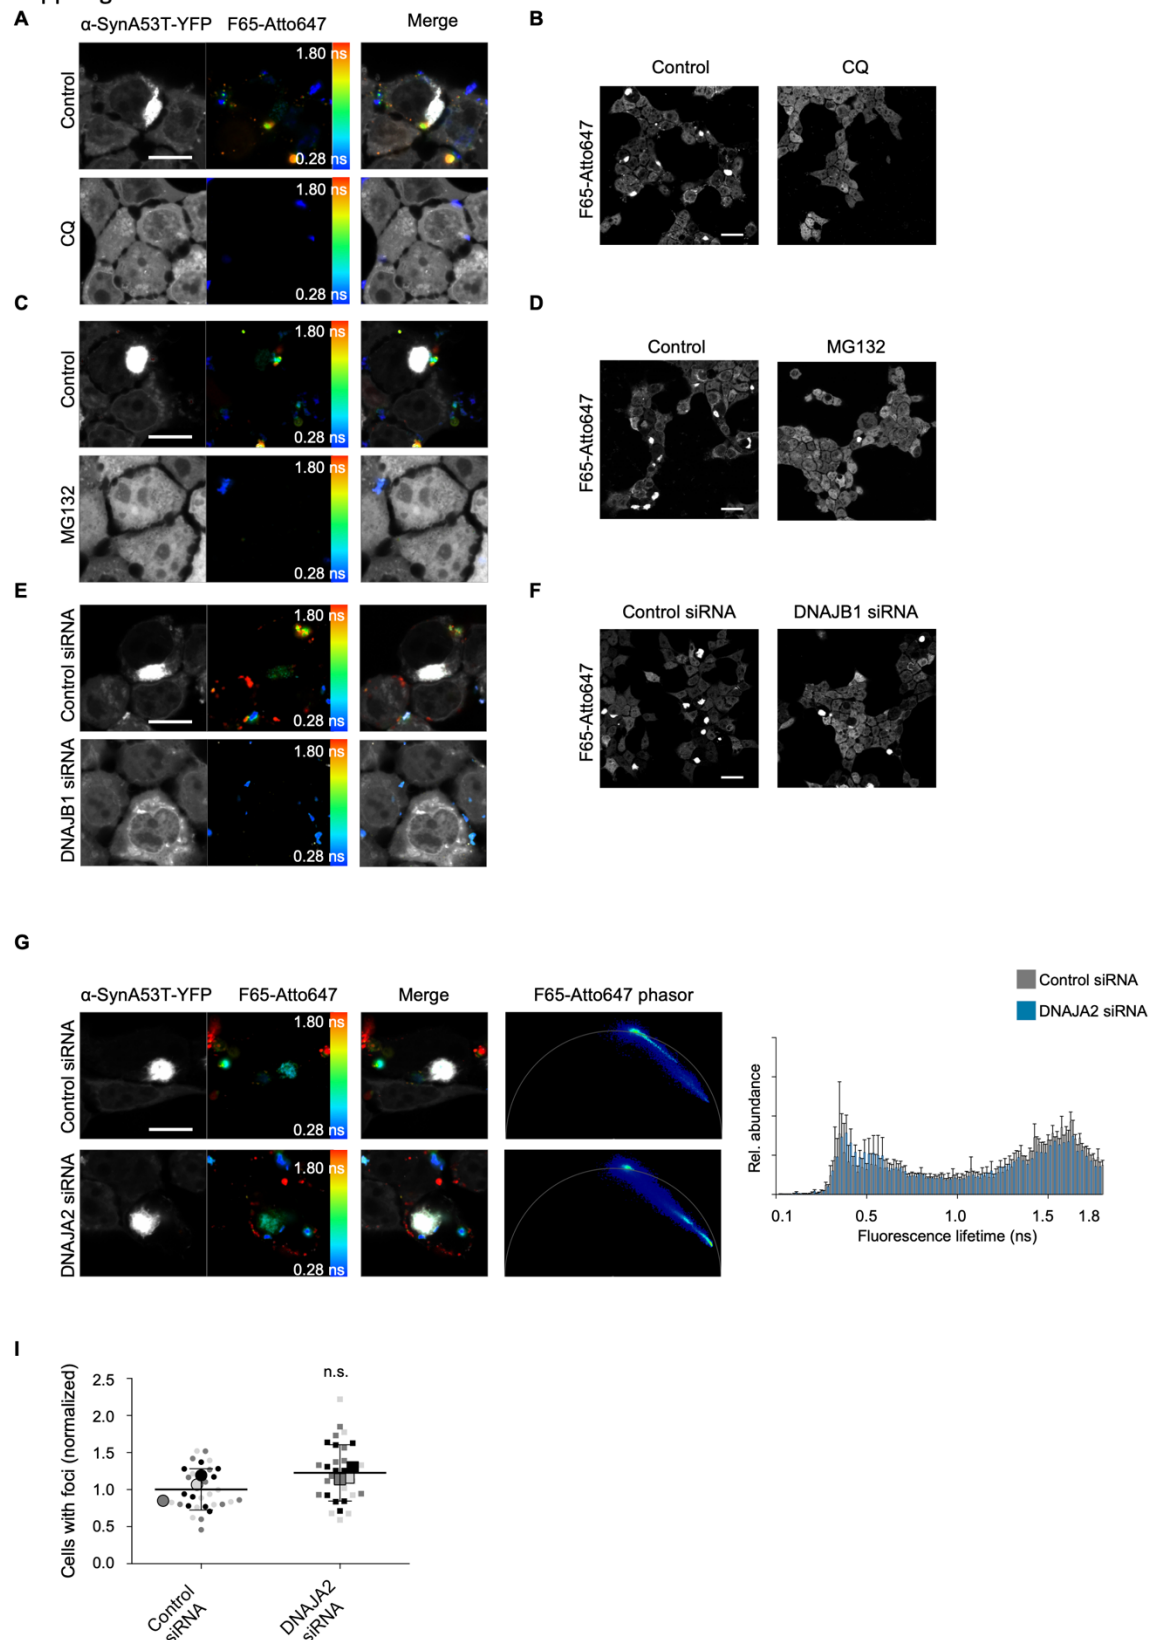 A
α-SynA53T-YFP F65-Atto647 Merge
Control
1.80 ns
0.28 ns
CQ
1.80 ns
0.28 ns
B
Control CQ
F65-Atto647
C
Control
1.80 ns
0.28 ns
MG132
1.80 ns
0.28 ns
D
Control MG132
F65-Atto647
E
Control siRNA
1.80 ns
0.28 ns
DNAJB1 siRNA
1.80 ns
0.28 ns
F
Control siRNA DNAJB1 siRNA
F65-Atto647
G
α-SynA53T-YFP F65-Atto647 Merge F65-Atto647 phasor
Control siRNA
1.80 ns
0.28 ns
DNAJA2 siRNA
1.80 ns
0.28 ns
Control siRNA
DNAJA2 siRNA
Rel. abundance
0.1 0.5 1.0 1.5 1.8
Fluorescence lifetime (ns)
I
Cells with foci (normalized)
n.s.
2.5
2.0
1.5
1.0
0.5
0.0
Control
siRNA
DNAJA2
siRNA